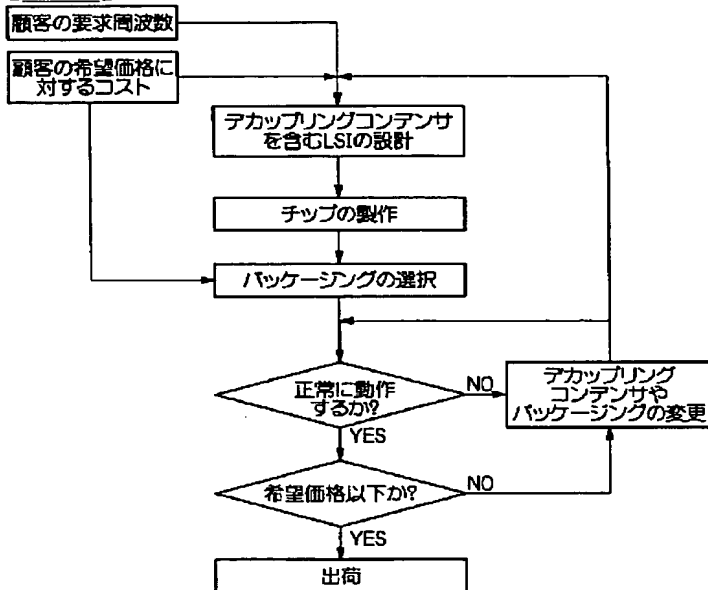 顧客の要求周波数
顧客の希望価格に
対するコスト
デカップリングコンデンサ
を含むLSIの設計
チップの製作
パッケージングの選択
正常に動作
するか?
NO
デカップリング
コンデンサや
パッケージングの変更
YES
希望価格以下か?
NO
YES
出荷